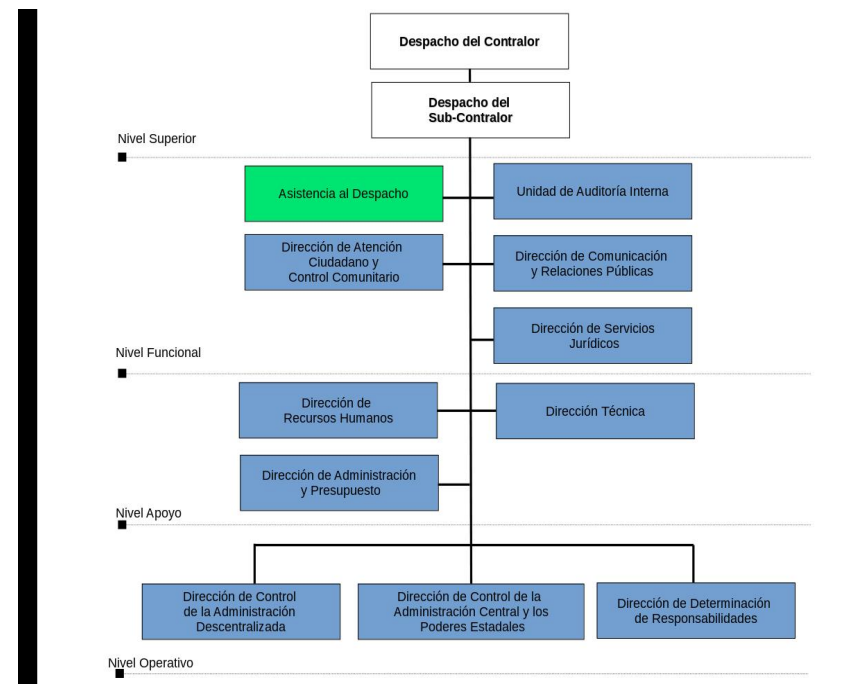 Despacho del Contralor
Despacho del
Sub-Contralor
Nivel Superior
Asistencia al Despacho
Unidad de Auditoría Interna
Dirección de Atención
Ciudadano y
Control Comunitario
Dirección de Comunicación
y Relaciones Públicas
Dirección de Servicios
Jurídicos
Nivel Funcional
Dirección de
Recursos Humanos
Dirección Técnica
Dirección de Administración
y Presupuesto
Nivel Apoyo
Dirección de Control
de la Administración
Descentralizada
Dirección de Control de la
Administración Central y los
Poderes Estadales
Dirección de Determinación
de Responsabilidades
Nivel Operativo